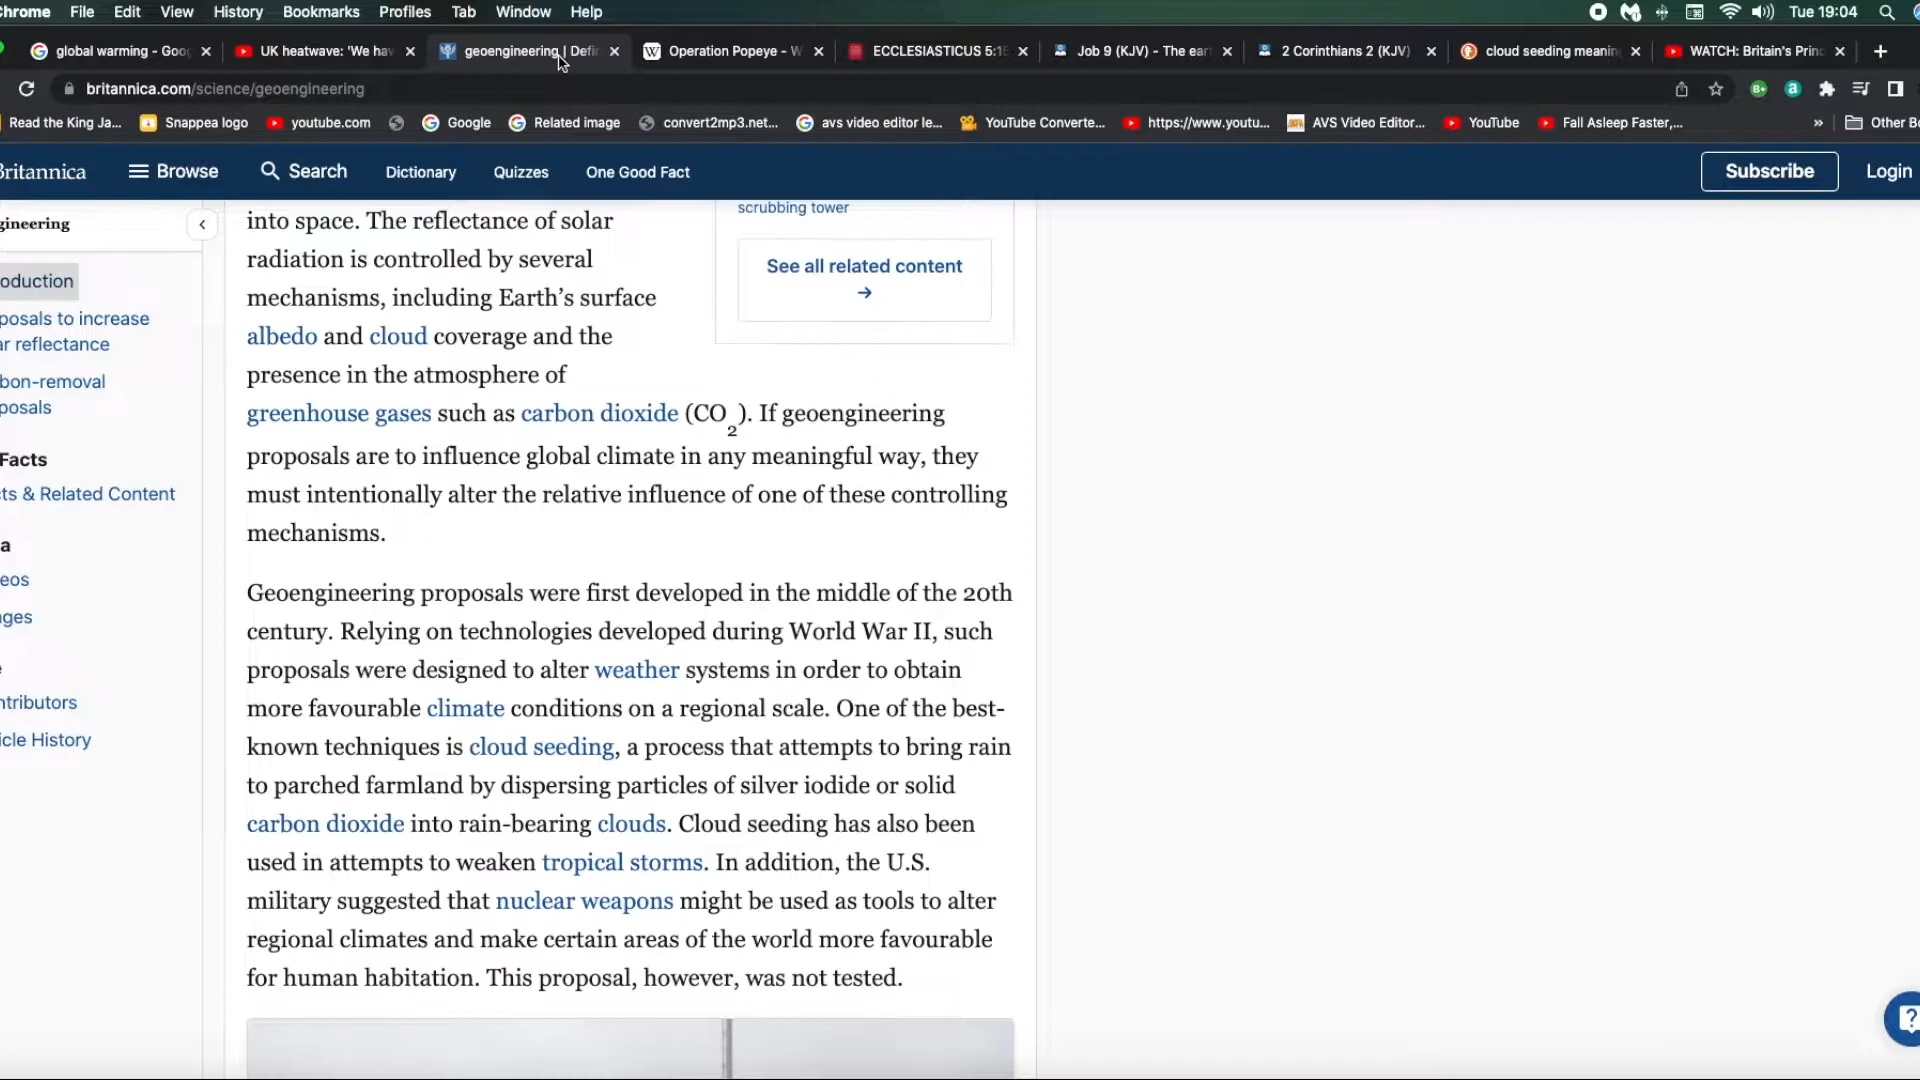 Chrome File Edit View History Bookmarks Profiles Tab Window Help Tue 19:04
global warming - Goo UK heatwave: 'We hav geoengineering | Defi Operation Popeye - W ECCLESIASTICUS 5:1 Job 9 (KJV) - The ear 2 Corinthians 2 (KJV) cloud seeding meanin WATCH: Britain's Prin
britannica.com/science/geoengineering
Read the King Ja... Snappea logo youtube.com Google Related image convert2mp3.net... avs video editor le... YouTube Converte... https://www.youtu... AVS Video Editor... YouTube Fall Asleep Faster,... » Other Bo
Britannica Browse Search Dictionary Quizzes One Good Fact Subscribe Login
gineering
oduction
posals to increase
ar reflectance
bon-removal
posals
Facts
cts & Related Content
a
eos
ges
ntributors
icle History
scrubbing tower
See all related content
→
into space. The reflectance of solar
radiation is controlled by several
mechanisms, including Earth's surface
albedo and cloud coverage and the
presence in the atmosphere of
greenhouse gases such as carbon dioxide (CO2). If geoengineering
proposals are to influence global climate in any meaningful way, they
must intentionally alter the relative influence of one of these controlling
mechanisms.
Geoengineering proposals were first developed in the middle of the 20th
century. Relying on technologies developed during World War II, such
proposals were designed to alter weather systems in order to obtain
more favourable climate conditions on a regional scale. One of the best-
known techniques is cloud seeding, a process that attempts to bring rain
to parched farmland by dispersing particles of silver iodide or solid
carbon dioxide into rain-bearing clouds. Cloud seeding has also been
used in attempts to weaken tropical storms. In addition, the U.S.
military suggested that nuclear weapons might be used as tools to alter
regional climates and make certain areas of the world more favourable
for human habitation. This proposal, however, was not tested.